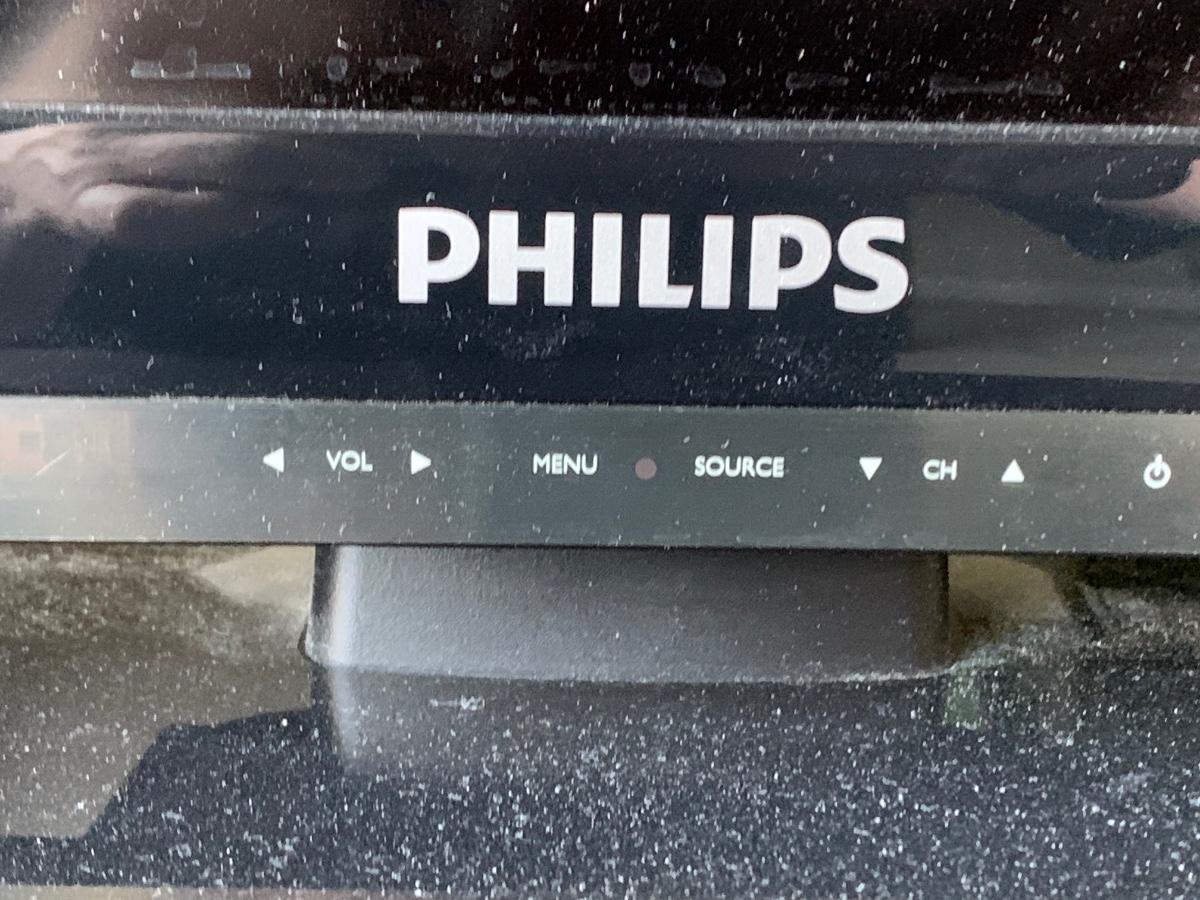 PHILIPS
◀ VOL ▶ MENU SOURCE ▼ CH ▲